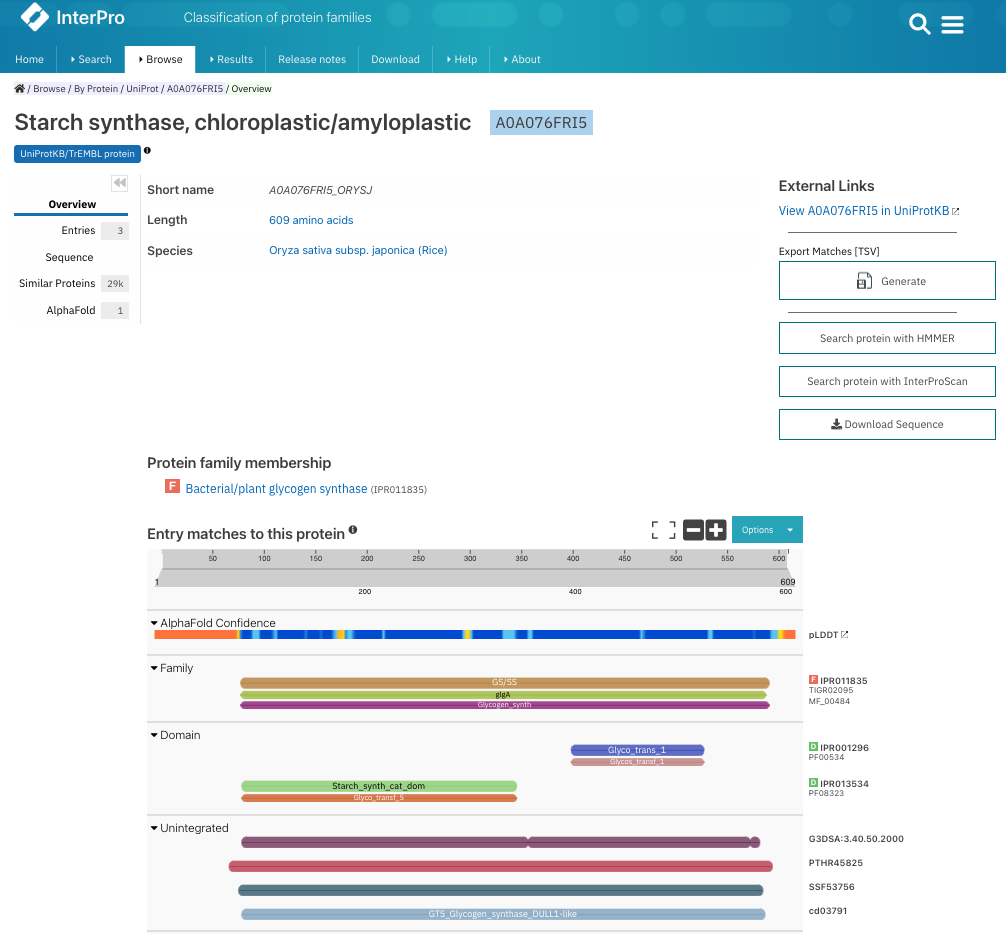 InterPro
Classification of protein families
Home Search Browse Results Release notes Download Help About
/ Browse / By Protein / UniProt / A0A076FRI5 / Overview
Starch synthase, chloroplastic/amyloplastic A0A076FRI5
UniProtKB/TrEMBL protein
Overview
Entries 3
Sequence
Similar Proteins 29k
AlphaFold 1
Short name A0A076FRI5_ORYSJ
Length 609 amino acids
Species Oryza sativa subsp. japonica (Rice)
External Links
View A0A076FRI5 in UniProtKB
Export Matches [TSV]
Generate
Search protein with HMMER
Search protein with InterProScan
Download Sequence
Protein family membership
F Bacterial/plant glycogen synthase (IPR011835)
Entry matches to this protein
Options
50 100 150 200 250 300 350 400 450 500 550 600
1 609
200 400 600
AlphaFold Confidence
pLDDT
Family
GS/SS
F IPR011835
glgA
TIGR02095
Glycogen_synth
MF_00484
Domain
Glyco_trans_1
D IPR001296
Glycos_transf_1
PF00534
Starch_synth_cat_dom
D IPR013534
Glyco_transf_5
PF08323
Unintegrated
G3DSA:3.40.50.2000
PTHR45825
SSF53756
GT5_Glycogen_synthase_DULL1-like
cd03791